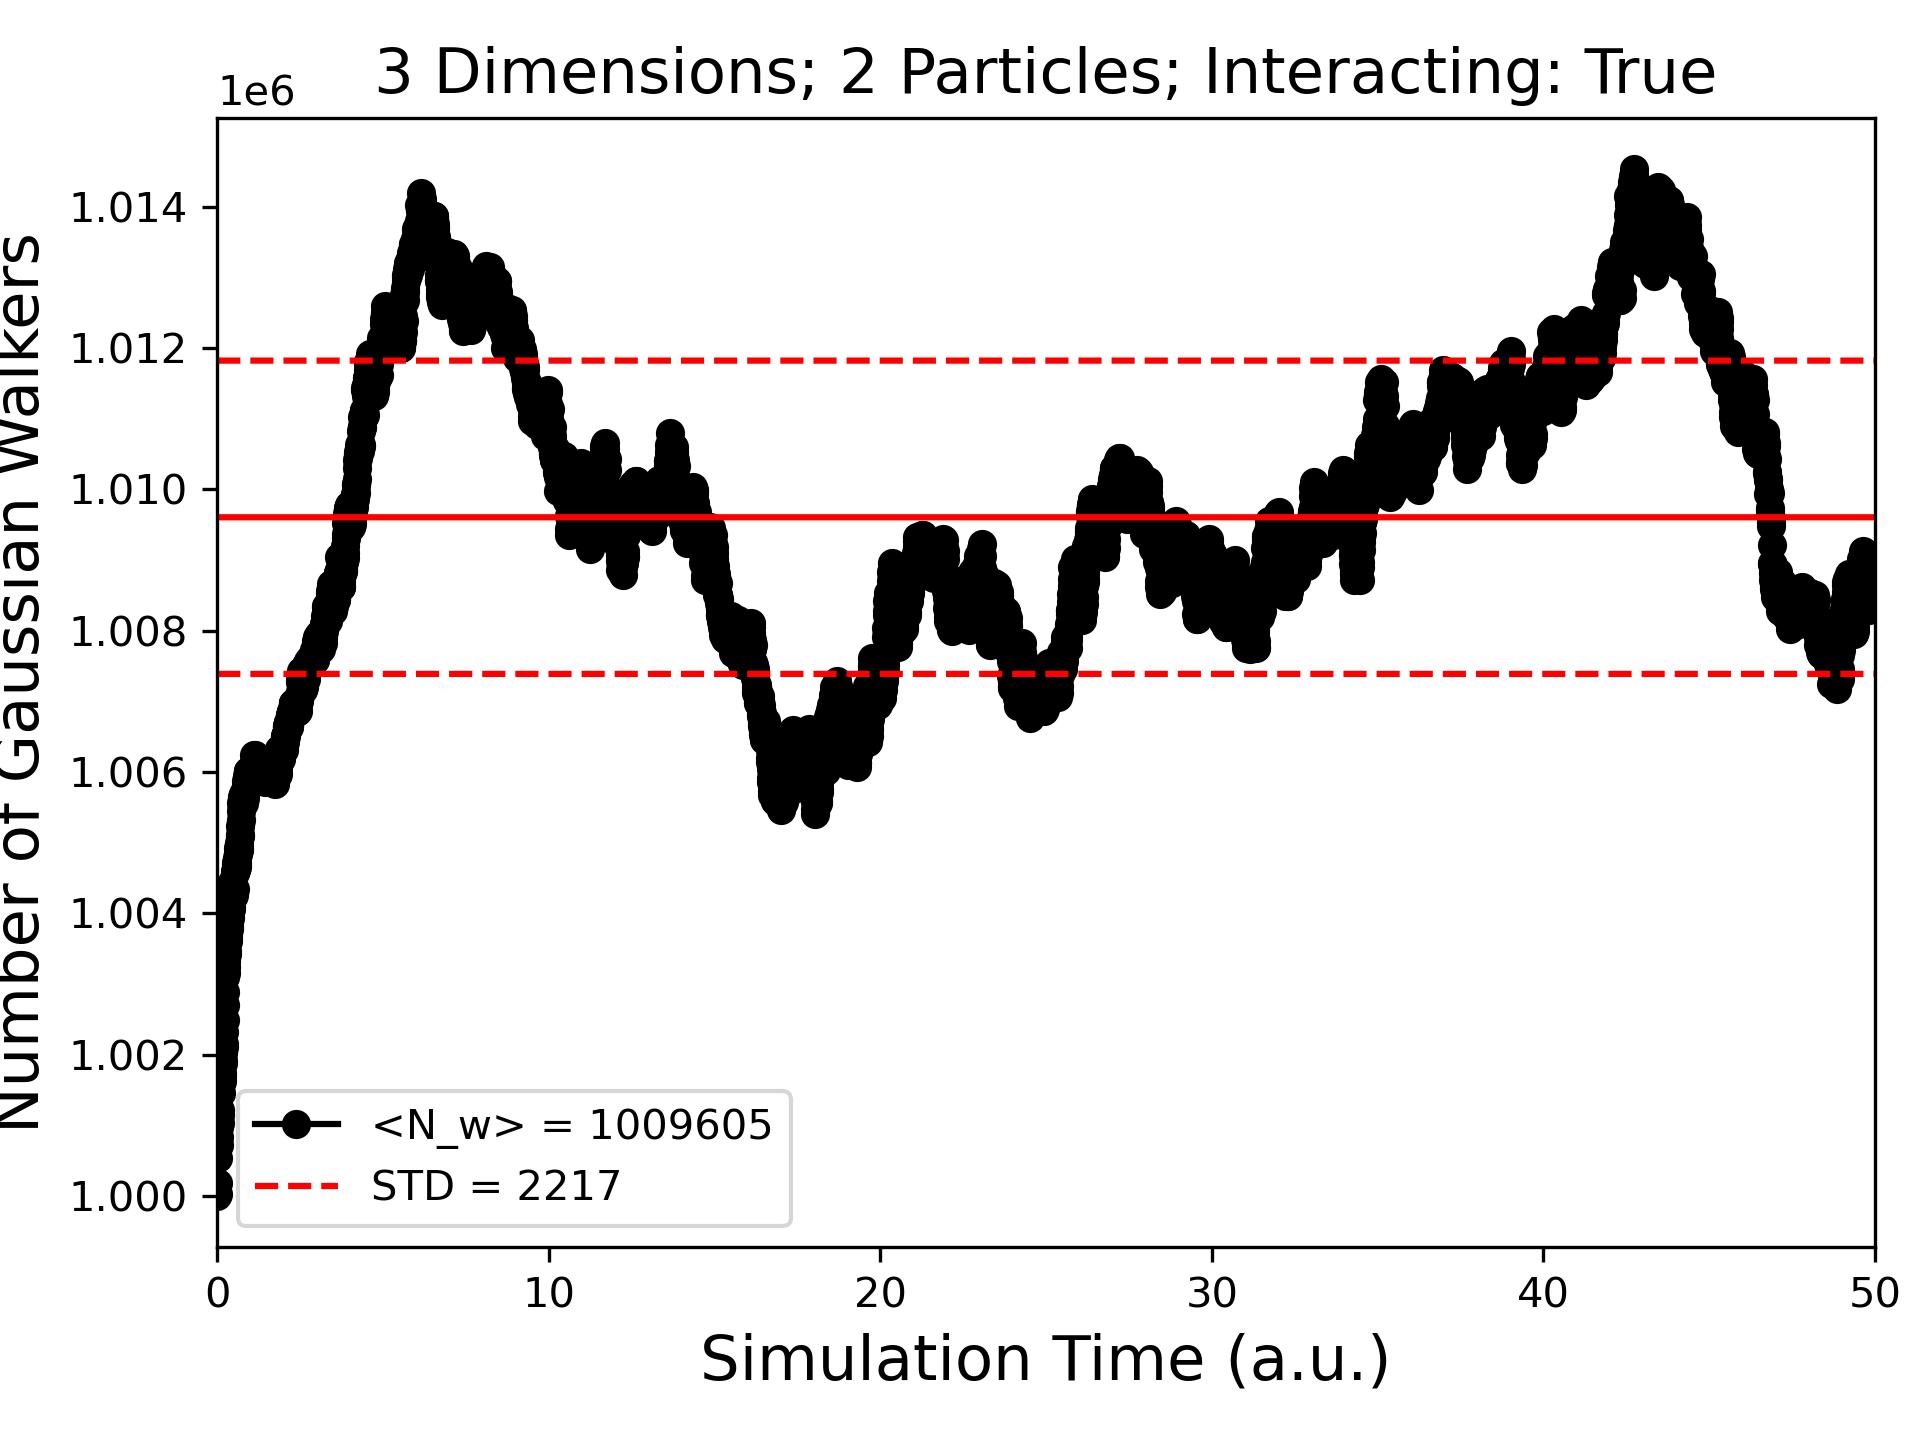 3 Dimensions; 2 Particles; Interacting: True
1e6
Number of Gaussian Walkers
1.014
1.012
1.010
1.008
1.006
1.004
1.002
1.000
<N_w> = 1009605
STD = 2217
0 10 20 30 40 50
Simulation Time (a.u.)